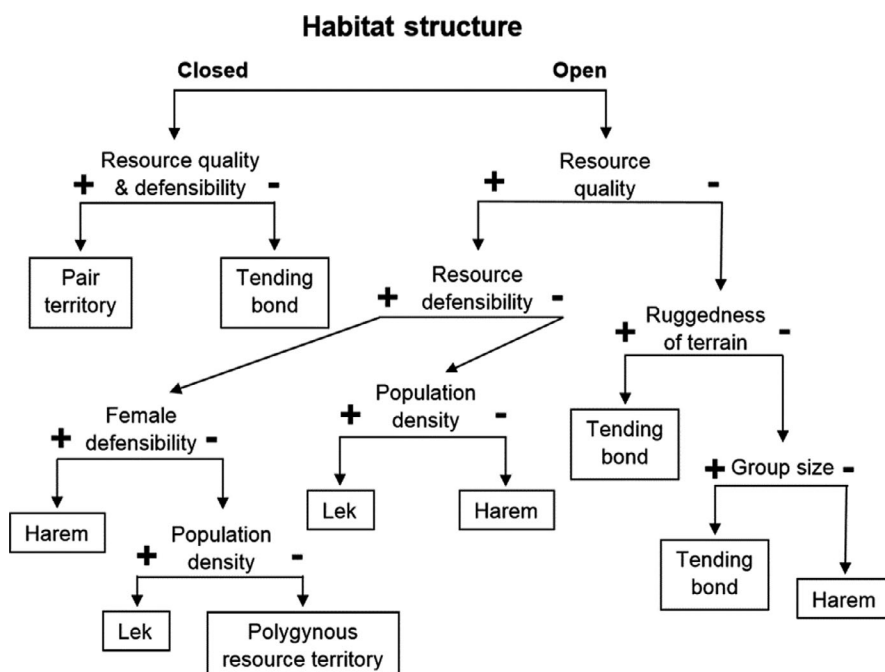 Habitat structure
Closed
Open
Resource quality
& defensibility
+
-
Resource
quality
+
-
Pair
territory
Tending
bond
Resource
defensibility
+
-
Ruggedness
of terrain
+
-
Female
defensibility
+
-
Population
density
+
-
Tending
bond
Group size
+
-
Harem
Population
density
+
-
Lek
Harem
Tending
bond
Harem
Lek
Polygynous
resource territory